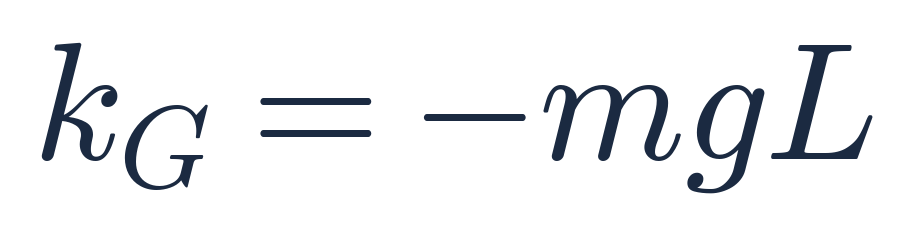 k_G = −mgL